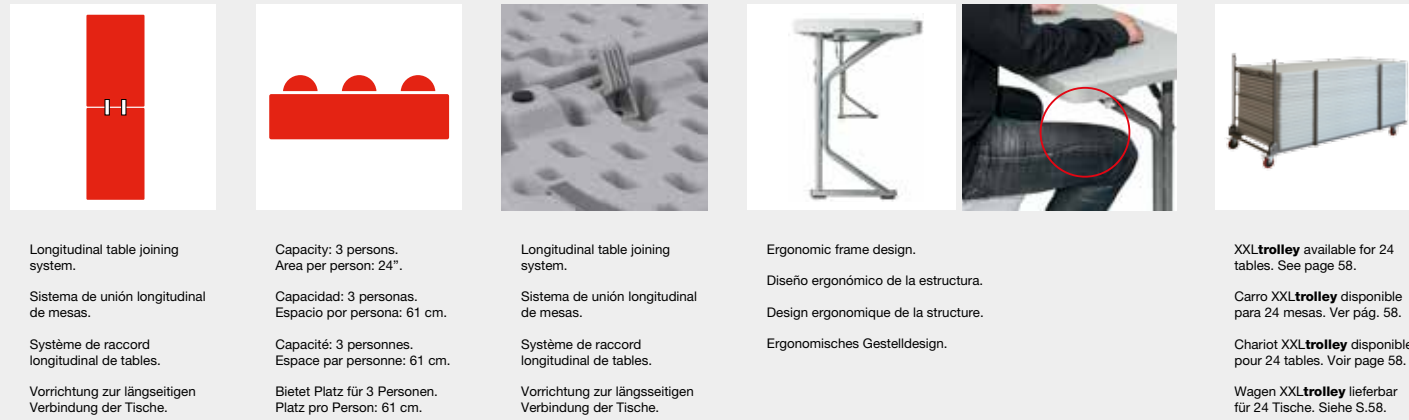 Longitudinal table joining
system.
Sistema de unión longitudinal
de mesas.
Système de raccord
longitudinal de tables.
Vorrichtung zur längseitigen
Verbindung der Tische.
Capacity: 3 persons.
Area per person: 24”.
Capacidad: 3 personas.
Espacio por persona: 61 cm.
Capacité: 3 personnes.
Espace par personne: 61 cm.
Bietet Platz für 3 Personen.
Platz pro Person: 61 cm.
Longitudinal table joining
system.
Sistema de unión longitudinal
de mesas.
Système de raccord
longitudinal de tables.
Vorrichtung zur längsseitigen
Verbindung der Tische.
Ergonomic frame design.
Diseño ergonómico de la estructura.
Design ergonomique de la structure.
Ergonomisches Gestelldesign.
XXLtrolley available for 24
tables. See page 58.
Carro XXLtrolley disponible
para 24 mesas. Ver pág. 58.
Chariot XXLtrolley disponible
pour 24 tables. Voir page 58.
Wagen XXLtrolley lieferbar
für 24 Tische. Siehe S.58.